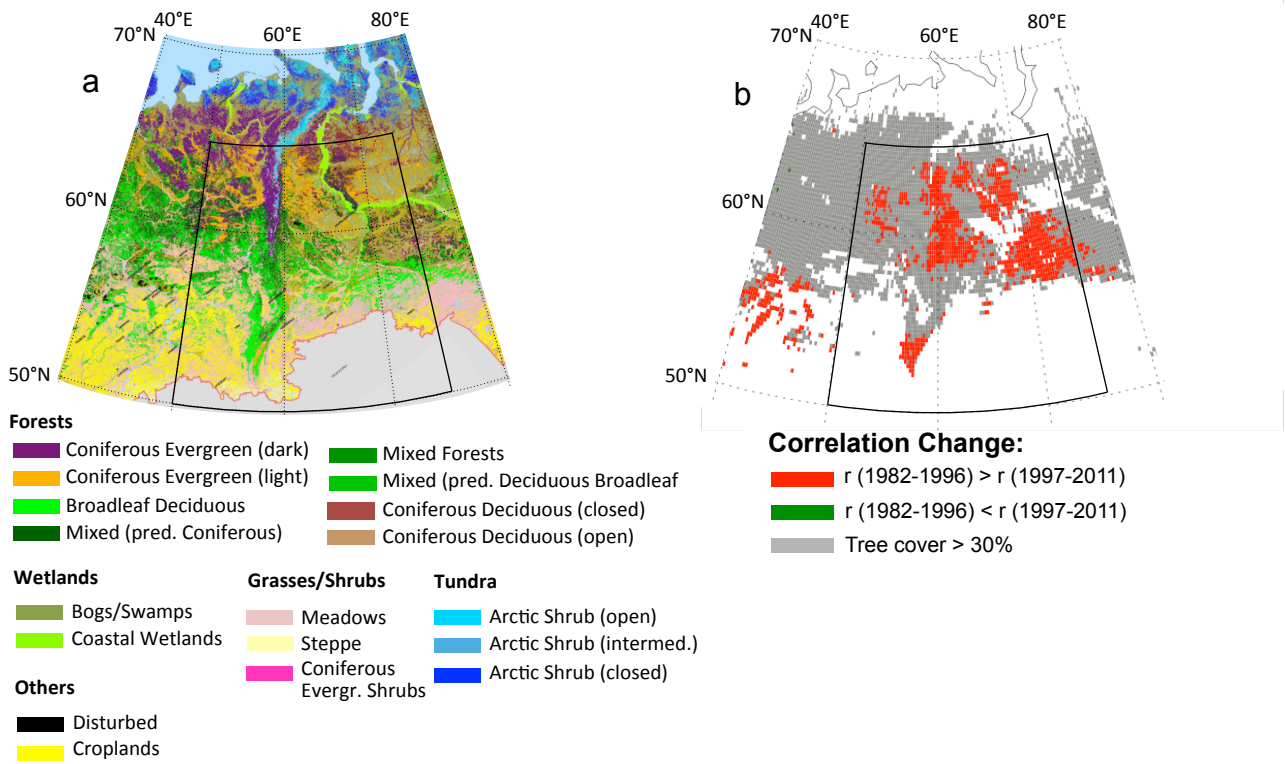 40°E
60°E
80°E
70°N
a
60°N
50°N
40°E
60°E
80°E
70°N
b
60°N
50°N
Forests
Coniferous Evergreen (dark)
Coniferous Evergreen (light)
Broadleaf Deciduous
Mixed (pred. Coniferous)
Mixed Forests
Mixed (pred. Deciduous Broadleaf
Coniferous Deciduous (closed)
Coniferous Deciduous (open)
Wetlands
Bogs/Swamps
Coastal Wetlands
Grasses/Shrubs
Meadows
Steppe
Coniferous
Evergr. Shrubs
Tundra
Arctic Shrub (open)
Arctic Shrub (intermed.)
Arctic Shrub (closed)
Others
Disturbed
Croplands
Correlation Change:
r (1982-1996) > r (1997-2011)
r (1982-1996) < r (1997-2011)
Tree cover > 30%